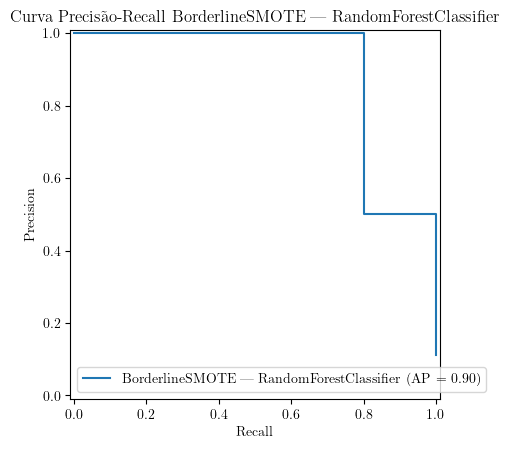 Curva Precisão-Recall BorderlineSMOTE — RandomForestClassifier
1.0
0.8
0.6
0.4
0.2
0.0
Precision
BorderlineSMOTE — RandomForestClassifier (AP = 0.90)
0.0 0.2 0.4 0.6 0.8 1.0
Recall